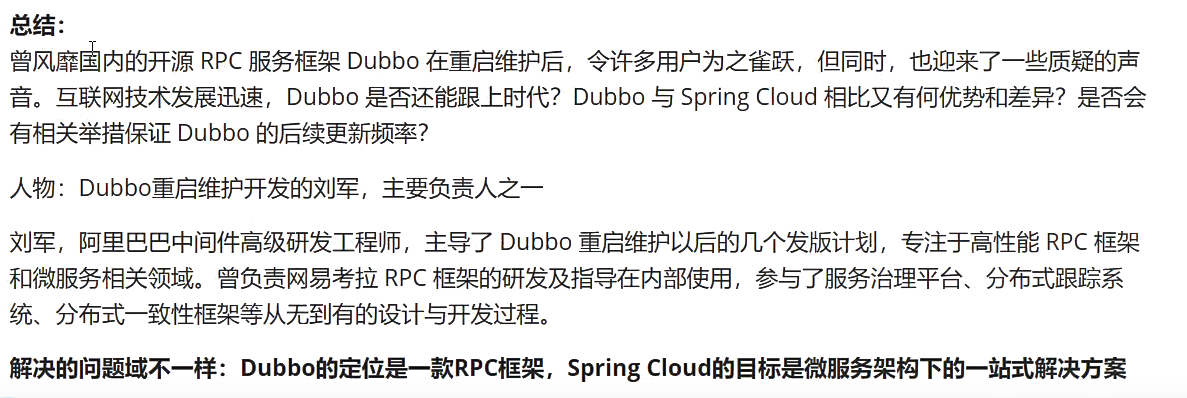 总结：
曾风靡国内的开源 RPC 服务框架 Dubbo 在重启维护后，令许多用户为之雀跃，但同时，也迎来了一些质疑的声
音。互联网技术发展迅速，Dubbo 是否还能跟上时代？Dubbo 与 Spring Cloud 相比又有何优势和差异？是否会
有相关举措保证 Dubbo 的后续更新频率？
人物：Dubbo重启维护开发的刘军，主要负责人之一
刘军，阿里巴巴中间件高级研发工程师，主导了 Dubbo 重启维护以后的几个发版计划，专注于高性能 RPC 框架
和微服务相关领域。曾负责网易考拉 RPC 框架的研发及指导在内部使用，参与了服务治理平台、分布式跟踪系
统、分布式一致性框架等从无到有的设计与开发过程。
解决的问题域不一样：Dubbo的定位是一款RPC框架，Spring Cloud的目标是微服务架构下的一站式解决方案